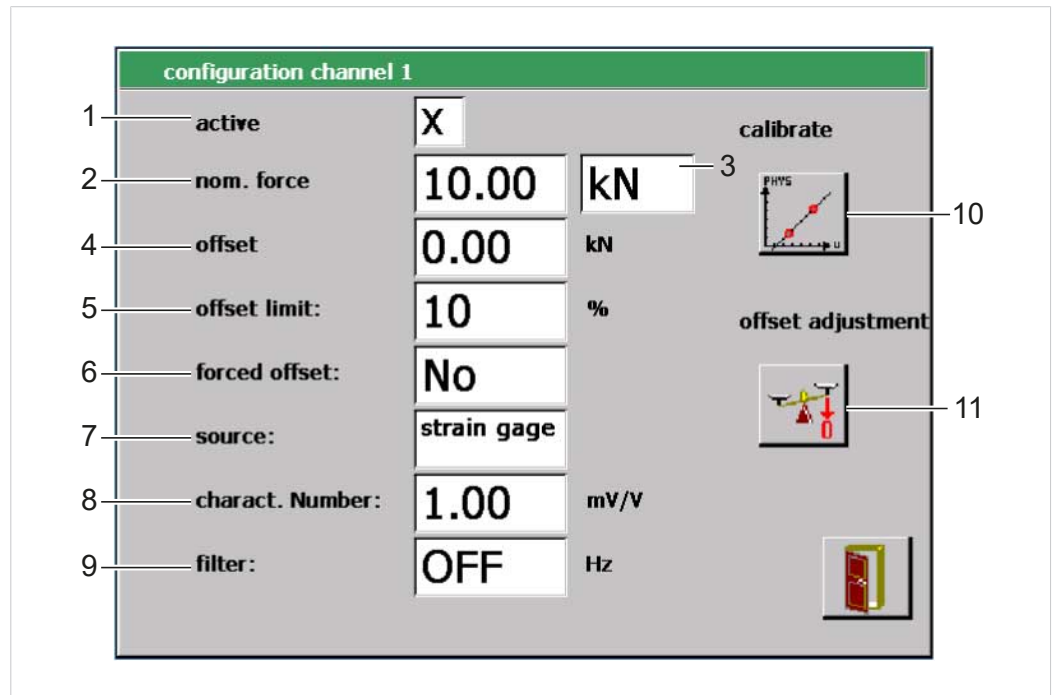 configuration channel 1
1 active X
calibrate
2 nom. force 10.00 kN 3
PHYS
U
10
4 offset 0.00 kN
5 offset limit: 10 %
offset adjustment
6 forced offset: No
0
11
7 source: strain gage
8 charact. Number: 1.00 mV/V
9 filter: OFF Hz